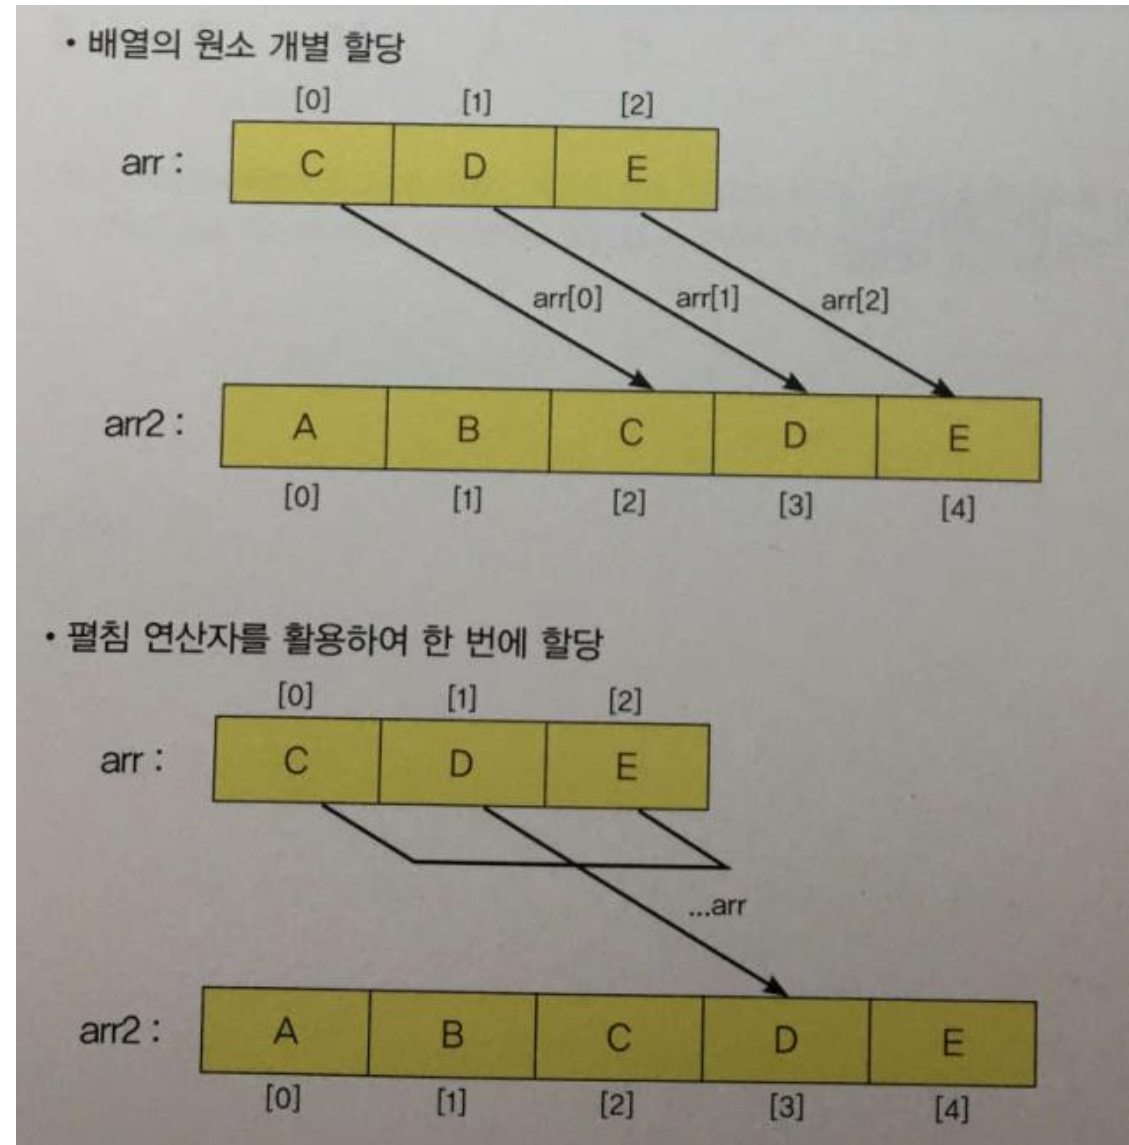 • 배열의 원소 개별 할당
[0] [1] [2]
arr : C D E
arr[0] arr[1] arr[2]
arr2 : A B C D E
[0] [1] [2] [3] [4]
• 펼침 연산자를 활용하여 한 번에 할당
[0] [1] [2]
arr : C D E
...arr
arr2 : A B C D E
[0] [1] [2] [3] [4]